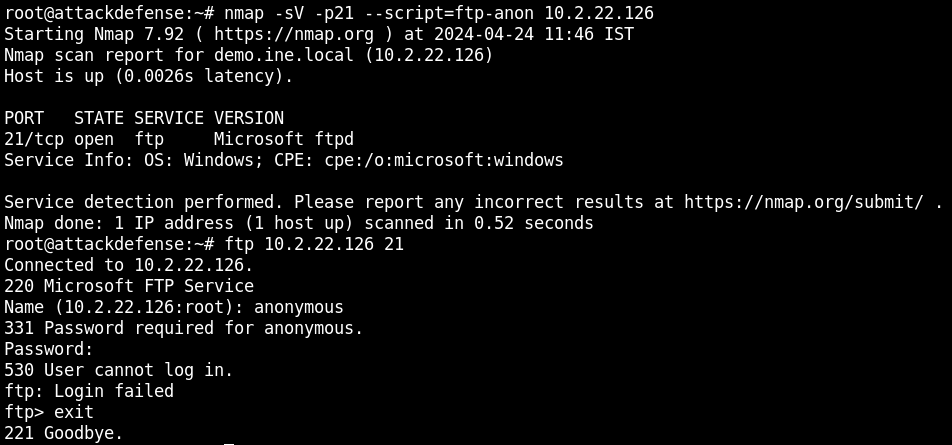 root@attackdefense:~# nmap -sV -p21 --script=ftp-anon 10.2.22.126
Starting Nmap 7.92 ( https://nmap.org ) at 2024-04-24 11:46 IST
Nmap scan report for demo.ine.local (10.2.22.126)
Host is up (0.0026s latency).

PORT   STATE SERVICE VERSION
21/tcp open  ftp     Microsoft ftpd
Service Info: OS: Windows; CPE: cpe:/o:microsoft:windows

Service detection performed. Please report any incorrect results at https://nmap.org/submit/ .
Nmap done: 1 IP address (1 host up) scanned in 0.52 seconds
root@attackdefense:~# ftp 10.2.22.126 21
Connected to 10.2.22.126.
220 Microsoft FTP Service
Name (10.2.22.126:root): anonymous
331 Password required for anonymous.
Password:
530 User cannot log in.
ftp: Login failed
ftp> exit
221 Goodbye.